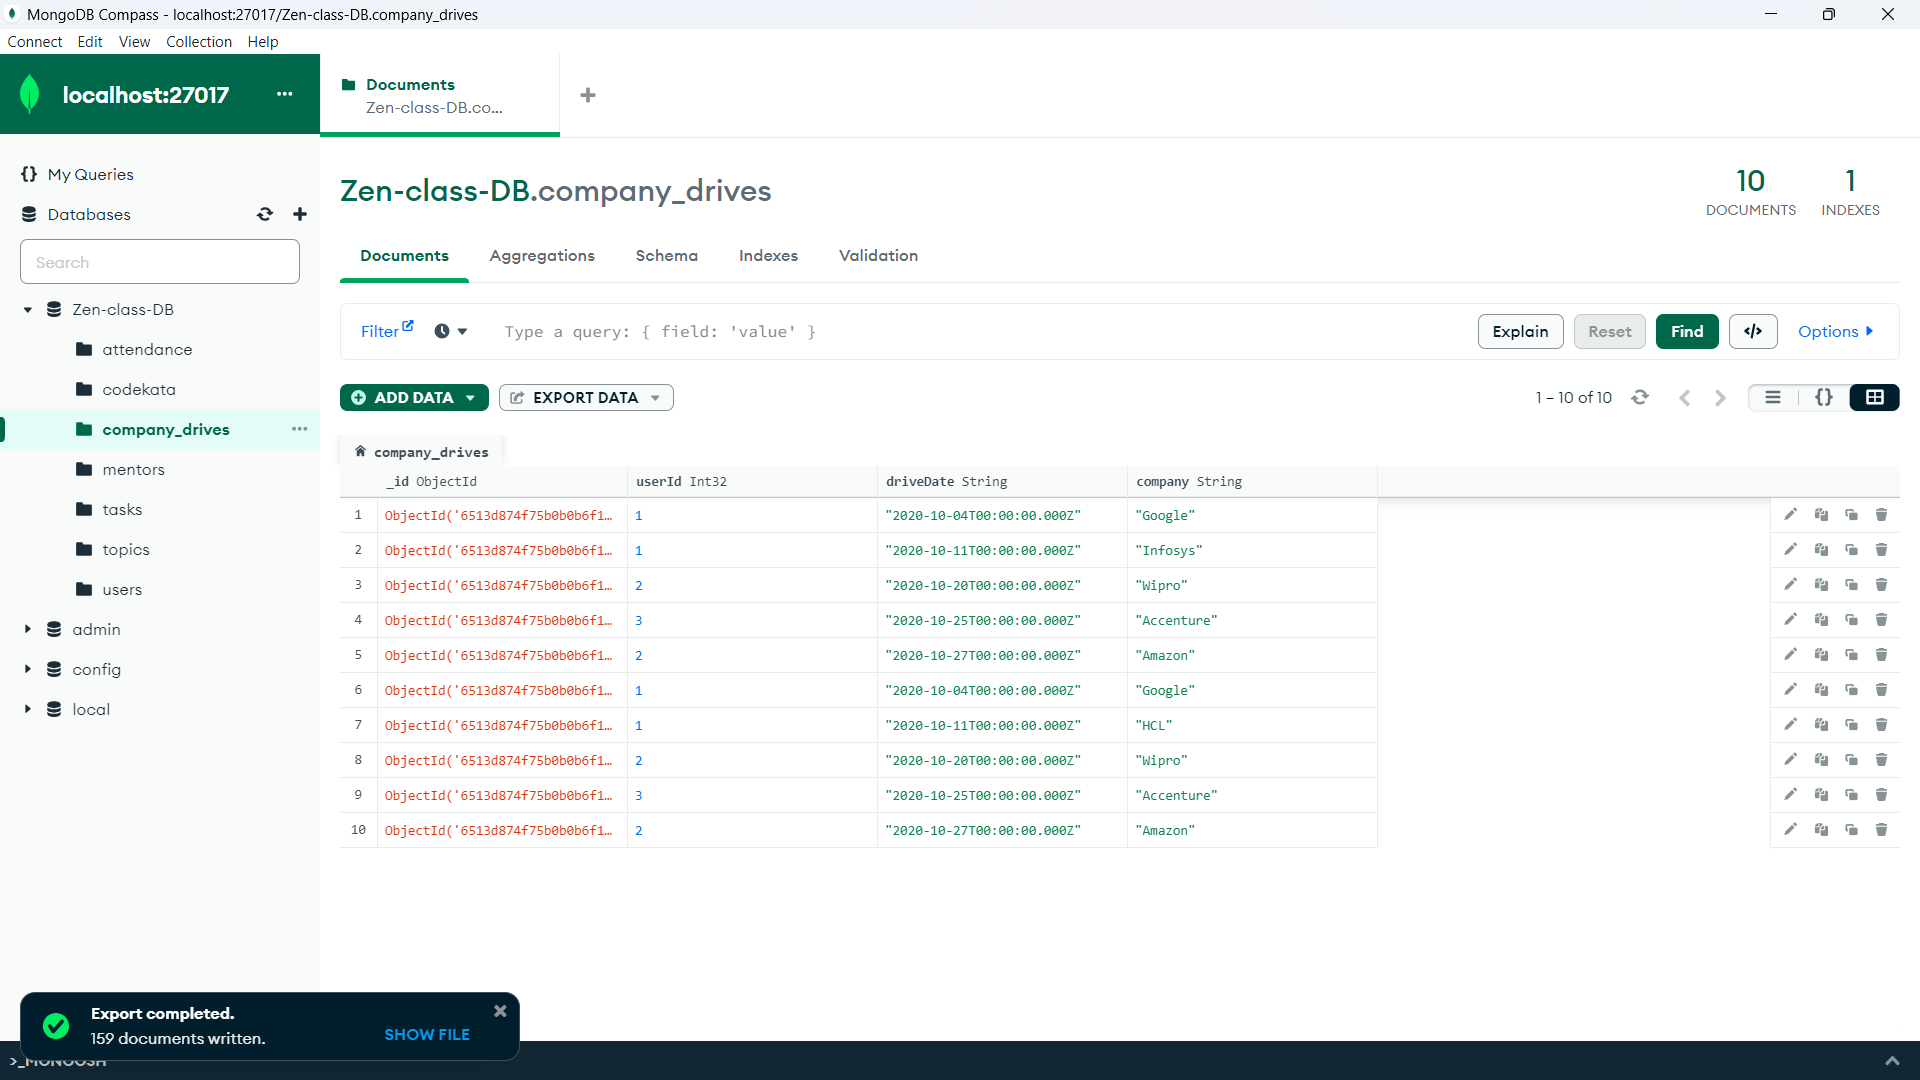 MongoDB Compass - localhost:27017/Zen-class-DB.company_drives
Connect Edit View Collection Help
localhost:27017 ...
Documents
Zen-class-DB.co...
My Queries
Databases
Search
Zen-class-DB
attendance
codekata
company_drives
mentors
tasks
topics
users
admin
config
local
Zen-class-DB.company_drives
10 DOCUMENTS
1 INDEXES
Documents Aggregations Schema Indexes Validation
Filter Type a query: { field: 'value' } Explain Reset Find </> Options
ADD DATA EXPORT DATA 1 – 10 of 10 {}
company_drives
_id ObjectId userId Int32 driveDate String company String
1 ObjectId('6513d874f75b0b0b6f1... 1 "2020-10-04T00:00:00.000Z" "Google"
2 ObjectId('6513d874f75b0b0b6f1... 1 "2020-10-11T00:00:00.000Z" "Infosys"
3 ObjectId('6513d874f75b0b0b6f1... 2 "2020-10-20T00:00:00.000Z" "Wipro"
4 ObjectId('6513d874f75b0b0b6f1... 3 "2020-10-25T00:00:00.000Z" "Accenture"
5 ObjectId('6513d874f75b0b0b6f1... 2 "2020-10-27T00:00:00.000Z" "Amazon"
6 ObjectId('6513d874f75b0b0b6f1... 1 "2020-10-04T00:00:00.000Z" "Google"
7 ObjectId('6513d874f75b0b0b6f1... 1 "2020-10-11T00:00:00.000Z" "HCL"
8 ObjectId('6513d874f75b0b0b6f1... 2 "2020-10-20T00:00:00.000Z" "Wipro"
9 ObjectId('6513d874f75b0b0b6f1... 3 "2020-10-25T00:00:00.000Z" "Accenture"
10 ObjectId('6513d874f75b0b0b6f1... 2 "2020-10-27T00:00:00.000Z" "Amazon"
Export completed.
159 documents written.
SHOW FILE
>_MONGOSH